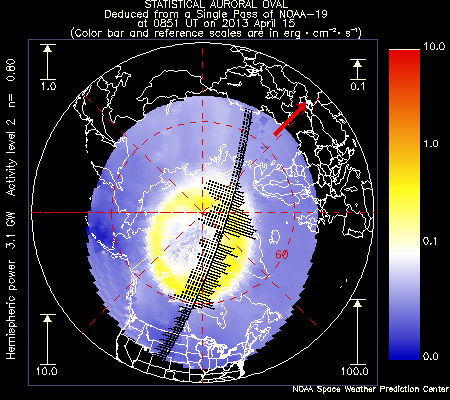 STATISTICAL AURORAL OVAL
Deduced from a Single Pass of NOAA-19
at 0851 UT on 2013 April 15
(Color bar and reference scales are in erg · cm⁻² · s⁻¹)
Hemispheric power 3.1 GW Activity level 2 n= 0.80
1.0
0.1
10.0
1.0
0.1
0.0
60
10.0
100.0
NOAA Space Weather Prediction Center